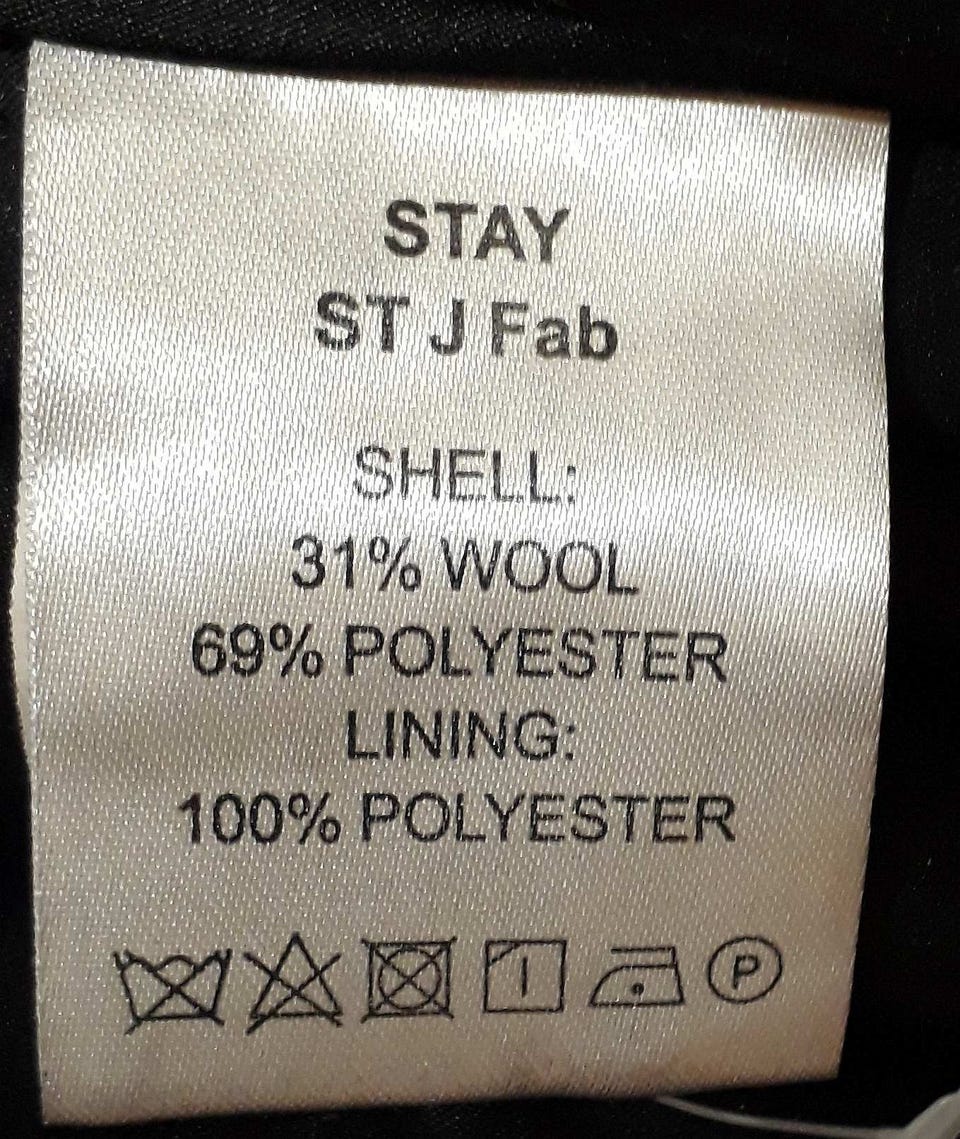 STAY
ST J Fab
SHELL:
31% WOOL
69% POLYESTER
LINING:
100% POLYESTER
P